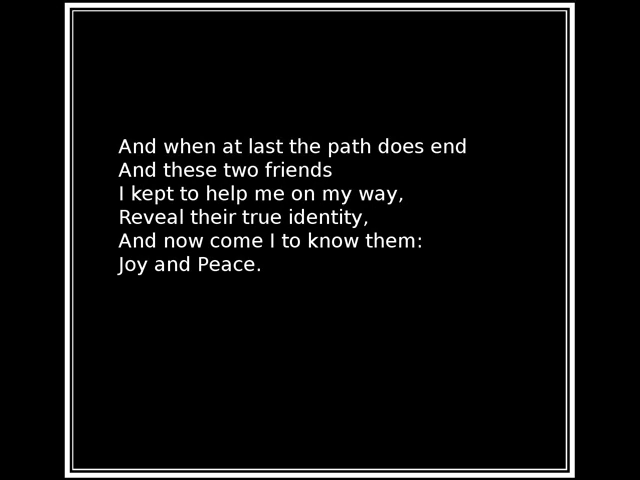 And when at last the path does end
And these two friends
I kept to help me on my way,
Reveal their true identity,
And now come I to know them:
Joy and Peace.